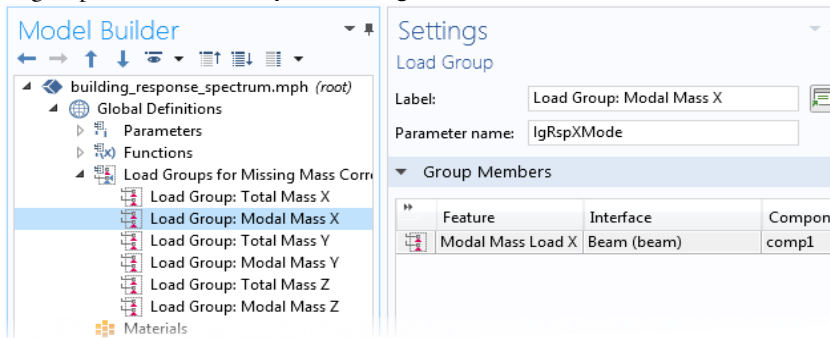 Model Builder
building_response_spectrum.mph (root)
Global Definitions
Parameters
Functions
Load Groups for Missing Mass Corr
Load Group: Total Mass X
Load Group: Modal Mass X
Load Group: Total Mass Y
Load Group: Modal Mass Y
Load Group: Total Mass Z
Load Group: Modal Mass Z
Materials
Settings
Load Group
Label: Load Group: Modal Mass X
Parameter name: lgRspXMode
Group Members
Feature Interface Compon
Modal Mass Load X Beam (beam) comp1